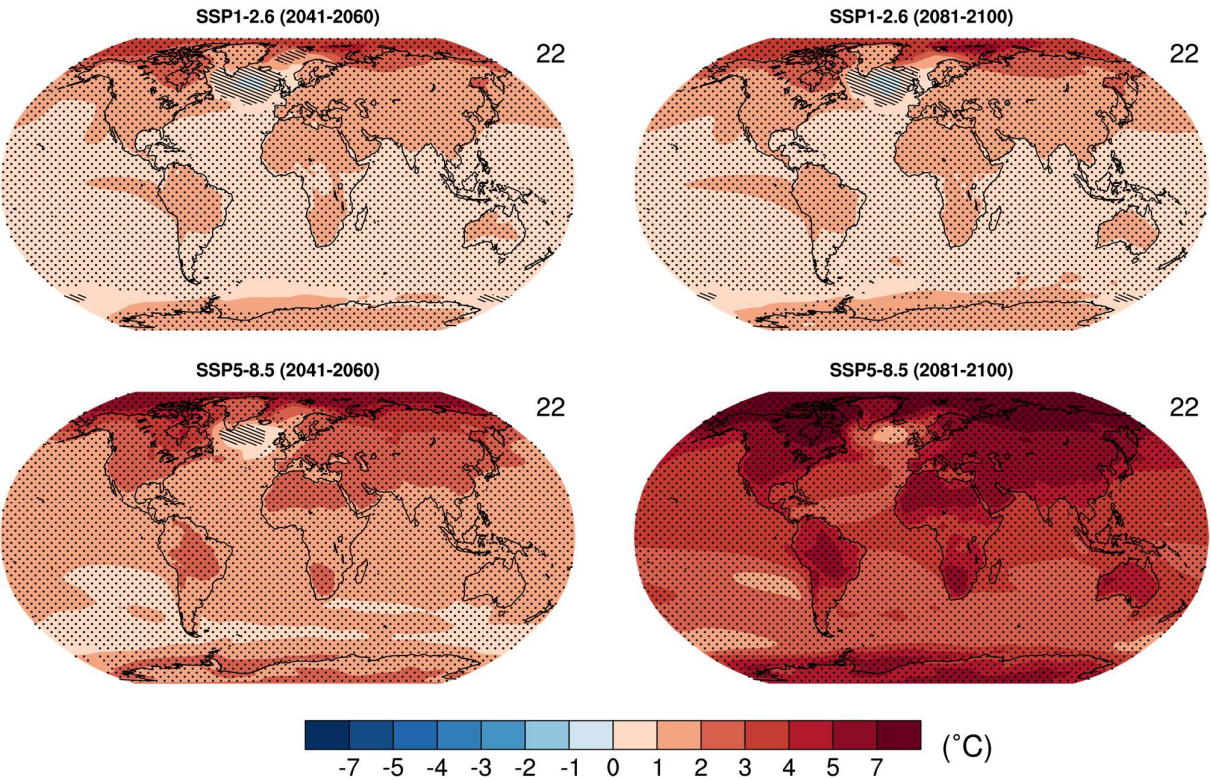 SSP1-2.6 (2041-2060)
22
SSP1-2.6 (2081-2100)
22
SSP5-8.5 (2041-2060)
22
SSP5-8.5 (2081-2100)
22
-7 -5 -4 -3 -2 -1 0 1 2 3 4 5 7 (˚C)